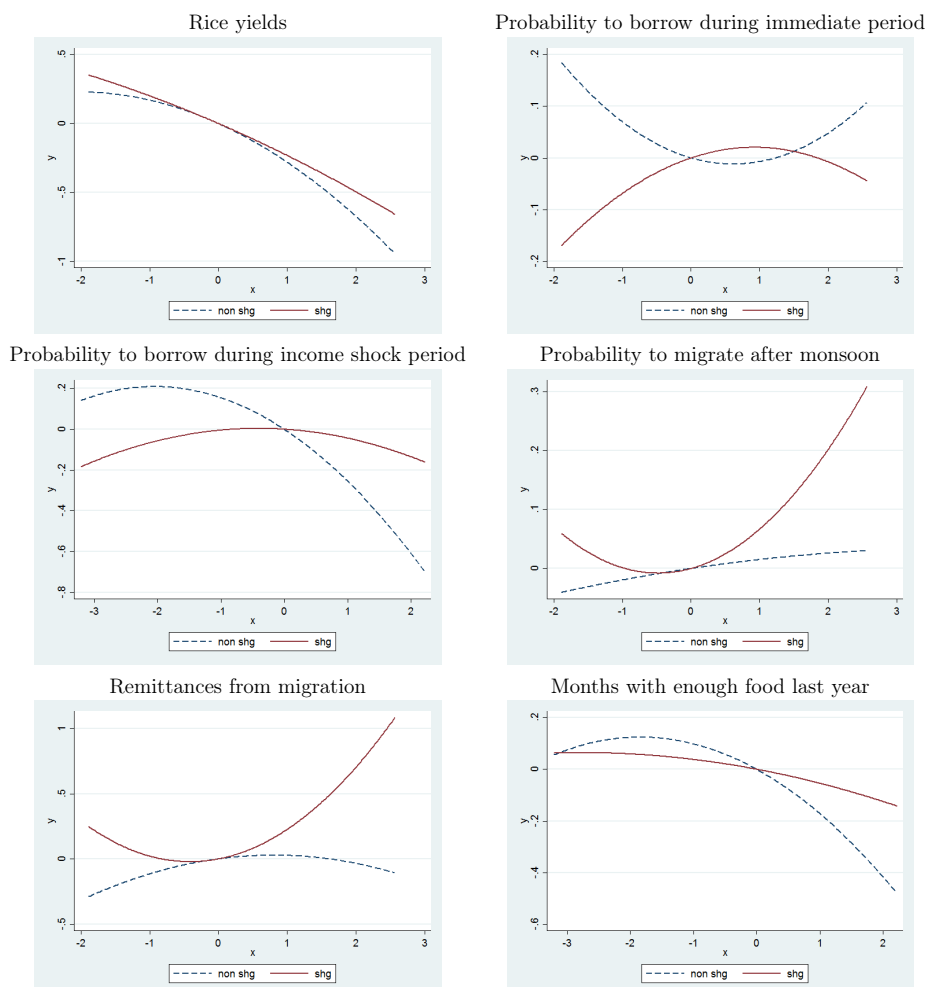 Rice yields
Probability to borrow during immediate period
.5
0
-.5
-1
y
-2 -1 0 1 2 3
x
non shg shg
.2
.1
0
-.1
-.2
y
-2 -1 0 1 2 3
x
non shg shg
Probability to borrow during income shock period
Probability to migrate after monsoon
.2
0
-.2
-.4
-.6
-.8
y
-3 -2 -1 0 1 2
x
non shg shg
.3
.2
.1
0
y
-2 -1 0 1 2 3
x
non shg shg
Remittances from migration
Months with enough food last year
1
.5
0
-.5
y
-2 -1 0 1 2 3
x
non shg shg
.2
0
-.2
-.4
-.6
y
-3 -2 -1 0 1 2
x
non shg shg